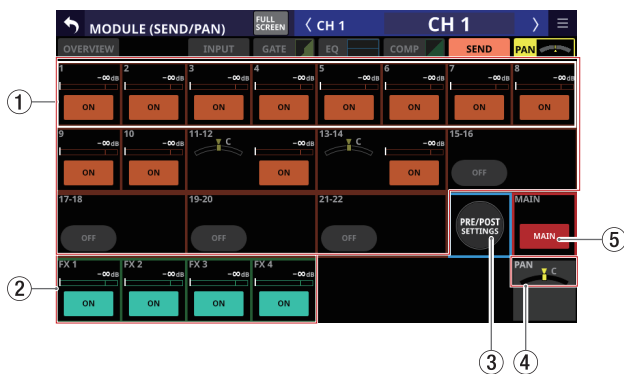 MODULE (SEND/PAN)
FULL
SCREEN
CH 1
CH 1
OVERVIEW
INPUT
GATE
EQ
COMP
SEND
PAN
1
2
3
4
5
6
7
8
-∞dB
-∞dB
-∞dB
-∞dB
-∞dB
-∞dB
-∞dB
-∞dB
ON
ON
ON
ON
ON
ON
ON
ON
①
9
10
11-12
13-14
15-16
-∞dB
-∞dB
C
-∞dB
C
-∞dB
ON
ON
ON
ON
OFF
17-18
19-20
21-22
MAIN
PRE/POST
SETTINGS
OFF
OFF
OFF
MAIN
⑤
FX 1
FX 2
FX 3
FX 4
PAN
-∞dB
-∞dB
-∞dB
-∞dB
C
②
ON
ON
ON
ON
③
④